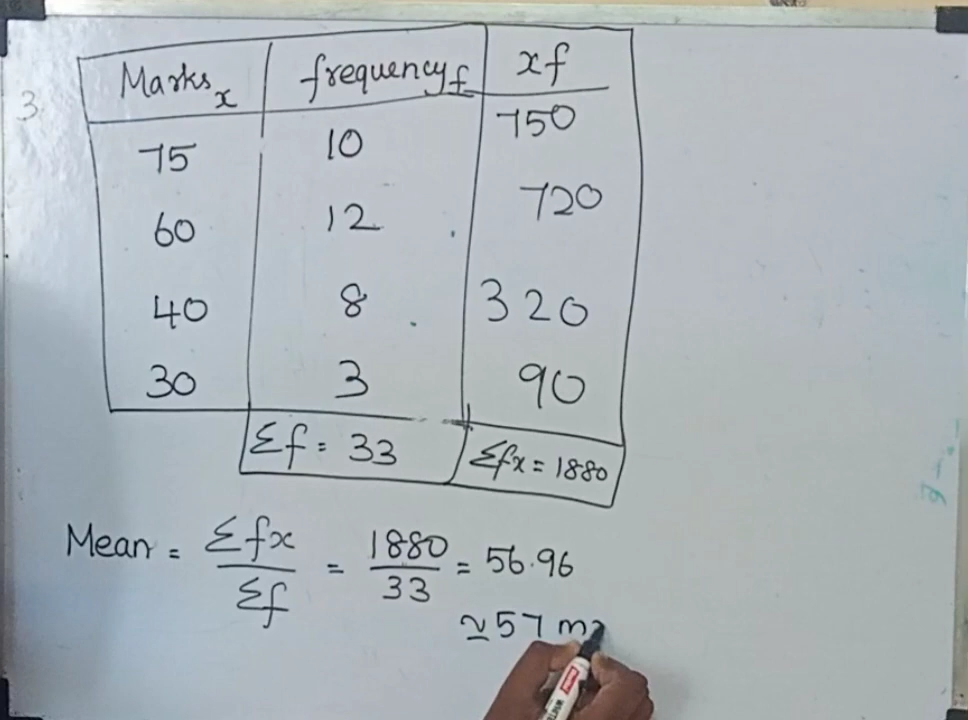 3
Marks x frequency f xf
75 10 750
60 12 720
40 8 320
30 3 90
Σf = 33 Σfx = 1880
Mean = Σfx / Σf = 1880 / 33 = 56.96
≃ 57